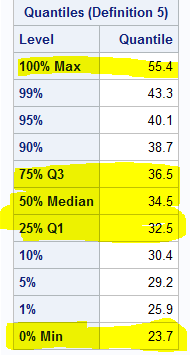 Quantiles (Definition 5)
Level Quantile
100% Max 55.4
99% 43.3
95% 40.1
90% 38.7
75% Q3 36.5
50% Median 34.5
25% Q1 32.5
10% 30.4
5% 29.2
1% 25.9
0% Min 23.7